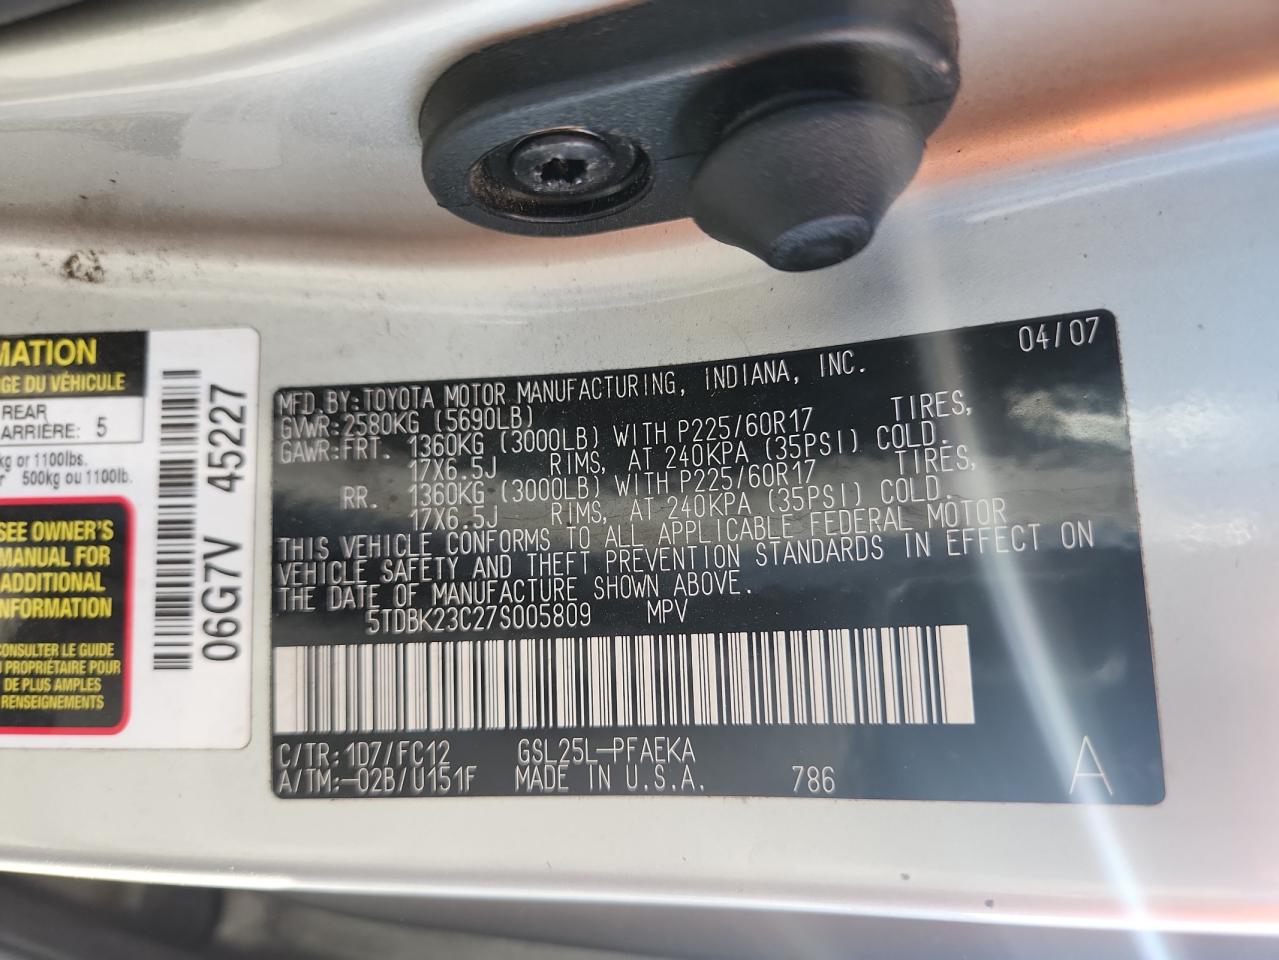 MATION
GE DU VÉHICULE
REAR
ARRIÈRE: 5
kg or 1100lbs.
500kg ou 1100lb.
SEE OWNER'S
MANUAL FOR
ADDITIONAL
INFORMATION
CONSULTER LE GUIDE
PROPRIÉTAIRE POUR
DE PLUS AMPLES
RENSEIGNEMENTS
06G7V 45227
04/07
MFD.BY:TOYOTA MOTOR MANUFACTURING, INDIANA, INC.
GVWR:2580KG (5690LB)
GAWR:FRT. 1360KG (3000LB) WITH P225/60R17 TIRES,
17X6.5J RIMS, AT 240KPA (35PSI) COLD.
RR. 1360KG (3000LB) WITH P225/60R17 TIRES,
17X6.5J RIMS, AT 240KPA (35PSI) COLD.
THIS VEHICLE CONFORMS TO ALL APPLICABLE FEDERAL MOTOR
VEHICLE SAFETY AND THEFT PREVENTION STANDARDS IN EFFECT ON
THE DATE OF MANUFACTURE SHOWN ABOVE.
5TDBK23C27S005809 MPV
C/TR:1D7/FC12 GSL25L-PFAEKA
A/TM:-02B/U151F MADE IN U.S.A. 786 A